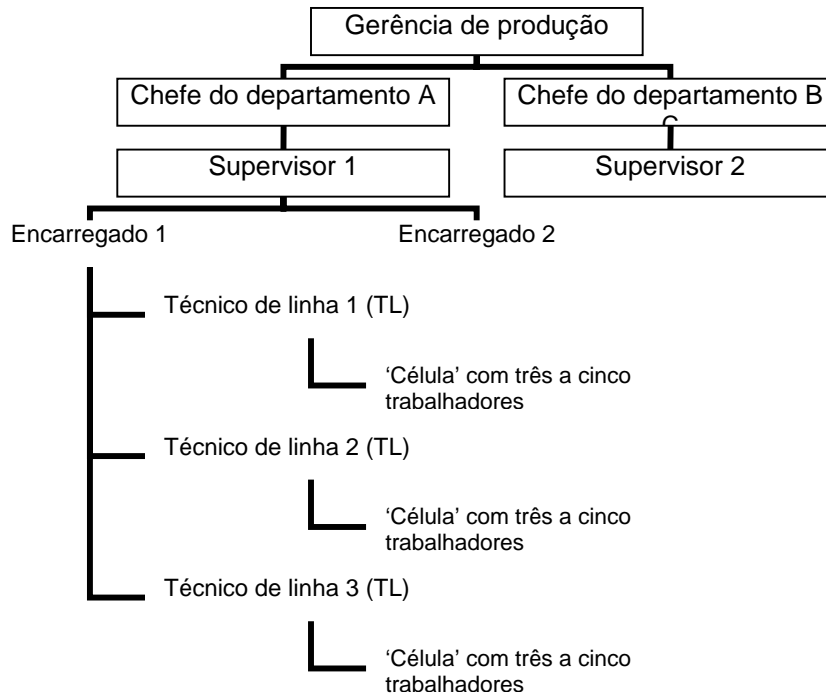 Gerência de produção
Chefe do departamento A
Chefe do departamento B
Supervisor 1
Supervisor 2
Encarregado 1
Encarregado 2
Técnico de linha 1 (TL)
‘Célula’ com três a cinco
trabalhadores
Técnico de linha 2 (TL)
‘Célula’ com três a cinco
trabalhadores
Técnico de linha 3 (TL)
‘Célula’ com três a cinco
trabalhadores